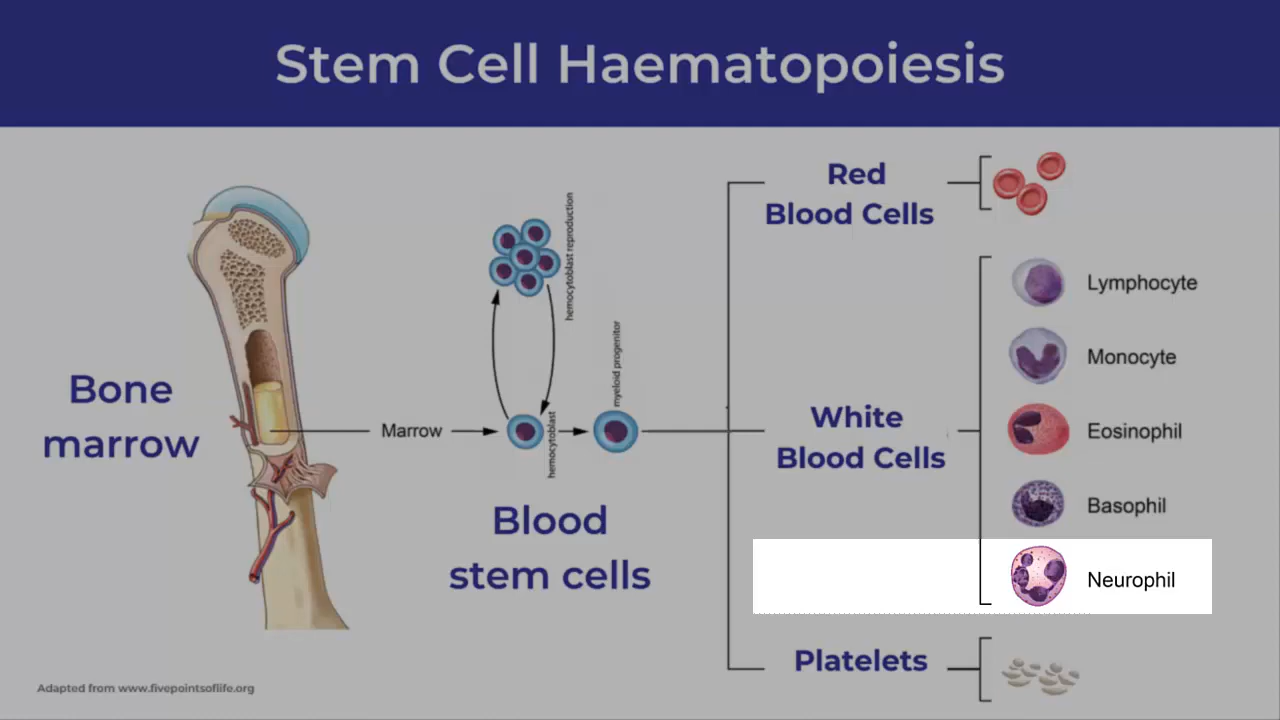 Stem Cell Haematopoiesis
Bone
marrow
Marrow
hemocytoblast reproduction
hemocytoblast
myeloid progenitor
Blood
stem cells
Red
Blood Cells
White
Blood Cells
Lymphocyte
Monocyte
Eosinophil
Basophil
Neurophil
Platelets
Adapted from www.fivepointsoflife.org